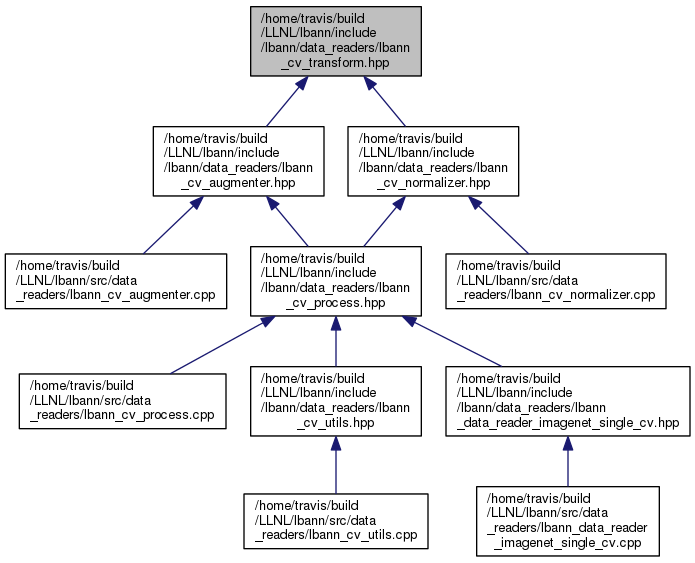 /home/travis/build
/LLNL/lbann/include
/lbann/data_readers/lbann
_cv_transform.hpp
/home/travis/build
/LLNL/lbann/include
/lbann/data_readers/lbann
_cv_augmenter.hpp
/home/travis/build
/LLNL/lbann/include
/lbann/data_readers/lbann
_cv_normalizer.hpp
/home/travis/build
/LLNL/lbann/src/data
_readers/lbann_cv_augmenter.cpp
/home/travis/build
/LLNL/lbann/include
/lbann/data_readers/lbann
_cv_process.hpp
/home/travis/build
/LLNL/lbann/src/data
_readers/lbann_cv_normalizer.cpp
/home/travis/build
/LLNL/lbann/src/data
_readers/lbann_cv_process.cpp
/home/travis/build
/LLNL/lbann/include
/lbann/data_readers/lbann
_cv_utils.hpp
/home/travis/build
/LLNL/lbann/include
/lbann/data_readers/lbann
_data_reader_imagenet_single_cv.hpp
/home/travis/build
/LLNL/lbann/src/data
_readers/lbann_cv_utils.cpp
/home/travis/build
/LLNL/lbann/src/data
_readers/lbann_data_reader
_imagenet_single_cv.cpp